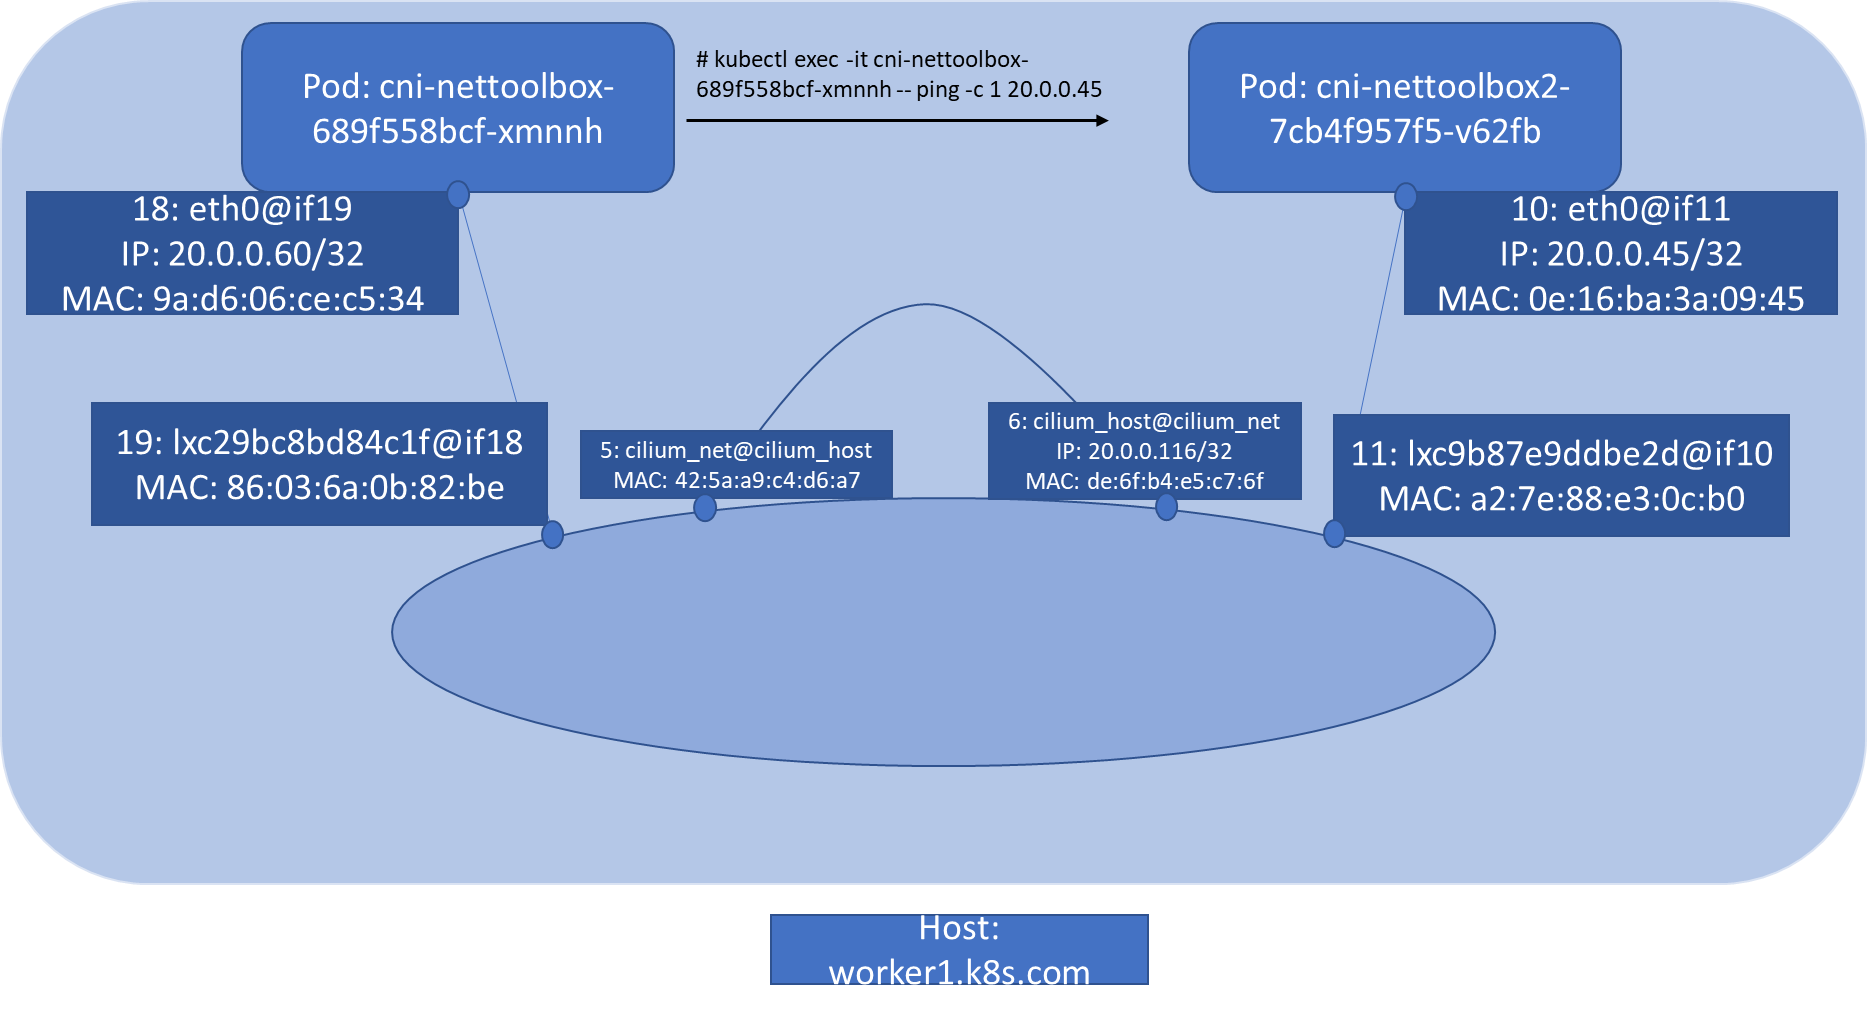 Pod: cni-nettoolbox-
689f558bcf-xmnnh
# kubectl exec -it cni-nettoolbox-
689f558bcf-xmnnh -- ping -c 1 20.0.0.45
Pod: cni-nettoolbox2-
7cb4f957f5-v62fb
18: eth0@if19
IP: 20.0.0.60/32
MAC: 9a:d6:06:ce:c5:34
10: eth0@if11
IP: 20.0.0.45/32
MAC: 0e:16:ba:3a:09:45
19: lxc29bc8bd84c1f@if18
MAC: 86:03:6a:0b:82:be
5: cilium_net@cilium_host
MAC: 42:5a:a9:c4:d6:a7
6: cilium_host@cilium_net
IP: 20.0.0.116/32
MAC: de:6f:b4:e5:c7:6f
11: lxc9b87e9ddbe2d@if10
MAC: a2:7e:88:e3:0c:b0
Host:
worker1.k8s.com